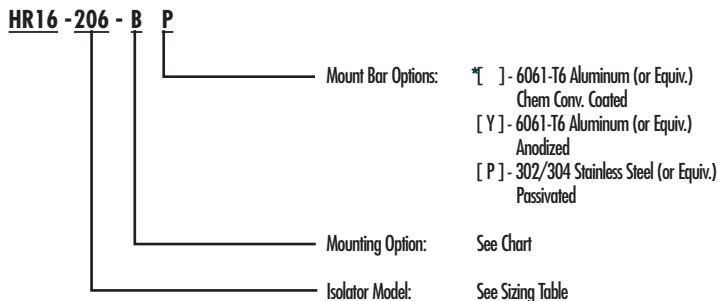 HR16 - 206 - B P
Mount Bar Options: *[ ] - 6061-T6 Aluminum (or Equiv.)
Chem Conv. Coated
[ Y ] - 6061-T6 Aluminum (or Equiv.)
Anodized
[ P ] - 302/304 Stainless Steel (or Equiv.)
Passivated
Mounting Option: See Chart
Isolator Model: See Sizing Table